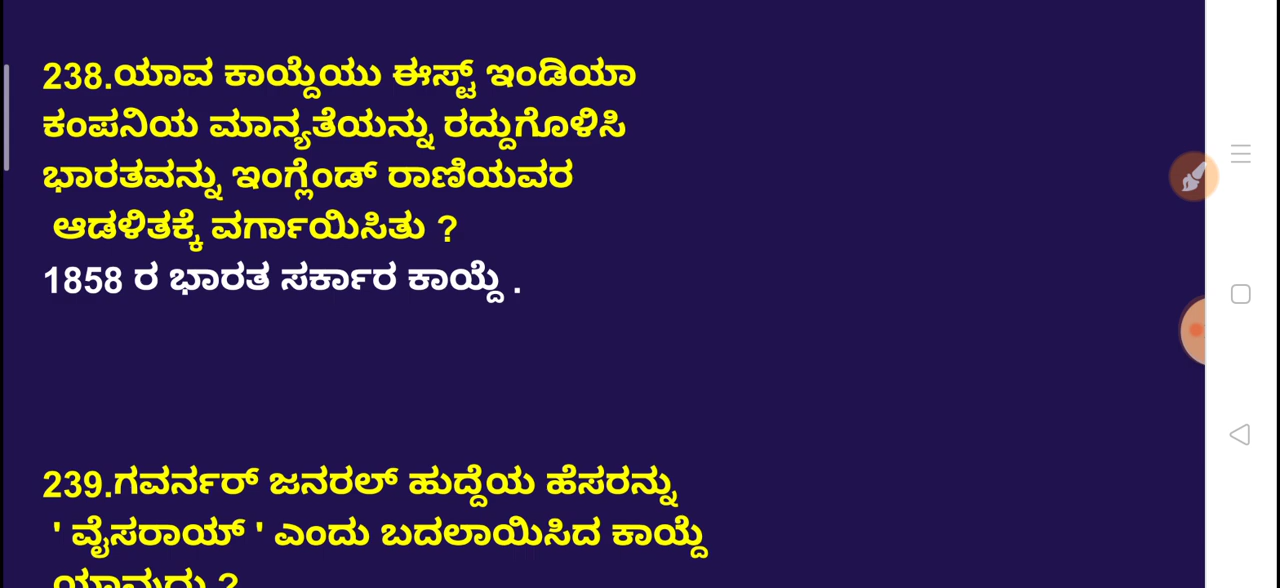 238.ಯಾವ ಕಾಯ್ದೆಯು ಈಸ್ಟ್ ಇಂಡಿಯಾ
ಕಂಪನಿಯ ಮಾನ್ಯತೆಯನ್ನು ರದ್ದುಗೊಳಿಸಿ
ಭಾರತವನ್ನು ಇಂಗ್ಲೆಂಡ್ ರಾಣಿಯವರ
ಆಡಳಿತಕ್ಕೆ ವರ್ಗಾಯಿಸಿತು ?
1858 ರ ಭಾರತ ಸರ್ಕಾರ ಕಾಯ್ದೆ .
239.ಗವರ್ನರ್ ಜನರಲ್ ಹುದ್ದೆಯ ಹೆಸರನ್ನು
' ವೈಸರಾಯ್ ' ಎಂದು ಬದಲಾಯಿಸಿದ ಕಾಯ್ದೆ